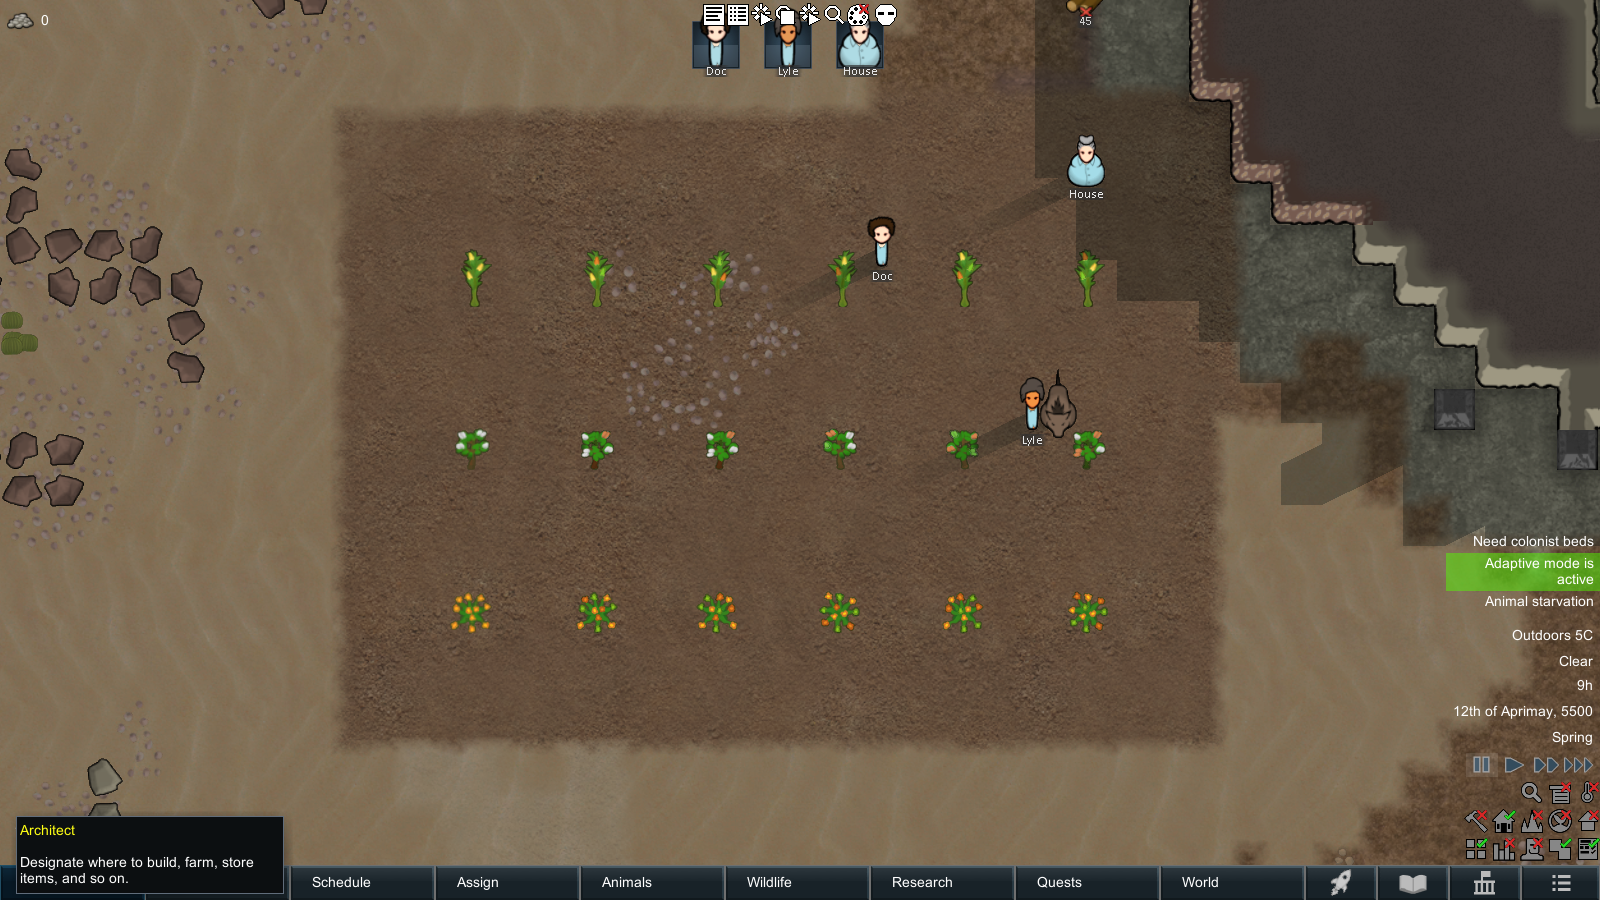 0
45
Doc
Lyle
House
House
Doc
Lyle
Need colonist beds
Adaptive mode is
active
Animal starvation
Outdoors 5C
Clear
9h
12th of Aprimay, 5500
Spring
Architect
Designate where to build, farm, store
items, and so on.
Schedule
Assign
Animals
Wildlife
Research
Quests
World